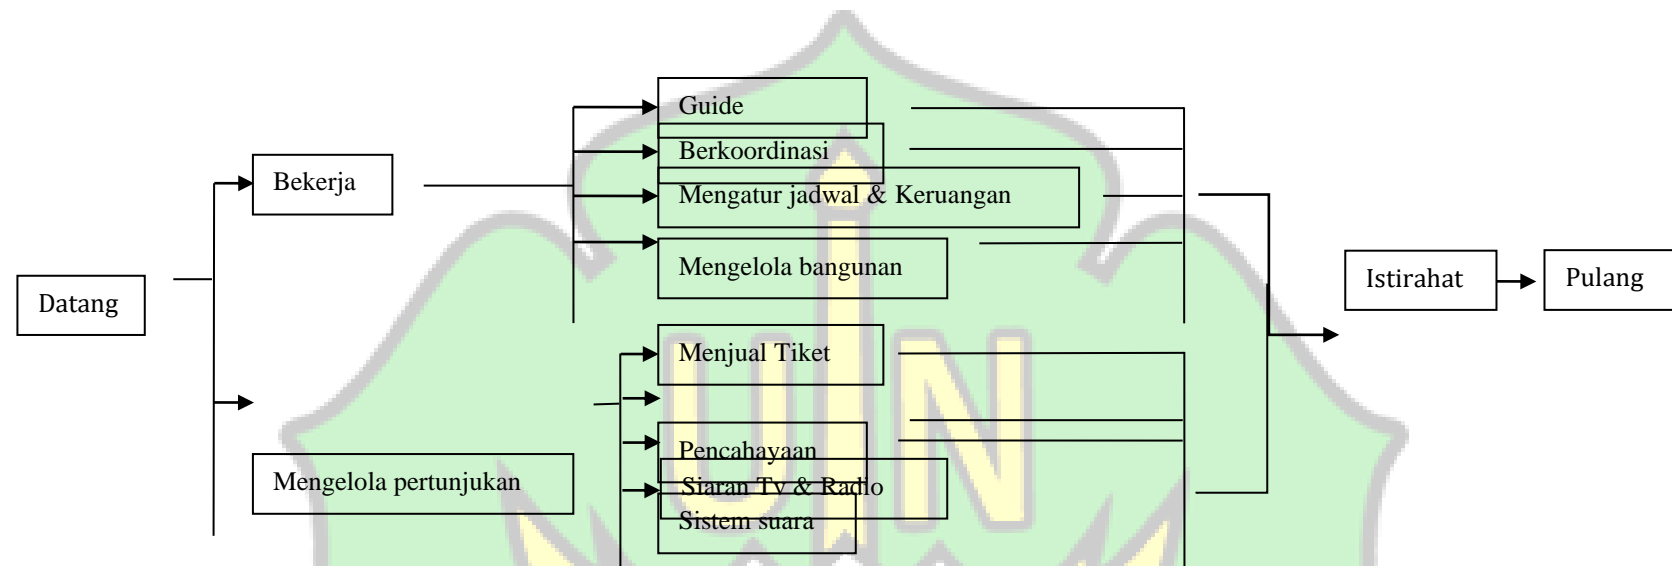 Guide
Berkoordinasi
Bekerja
Mengatur jadwal & Keruangan
Mengelola bangunan
Datang
Istirahat
Pulang
Menjual Tiket
Pencahayaan
Mengelola pertunjukan
Siaran Tv & Radio
Sistem suara
UIN